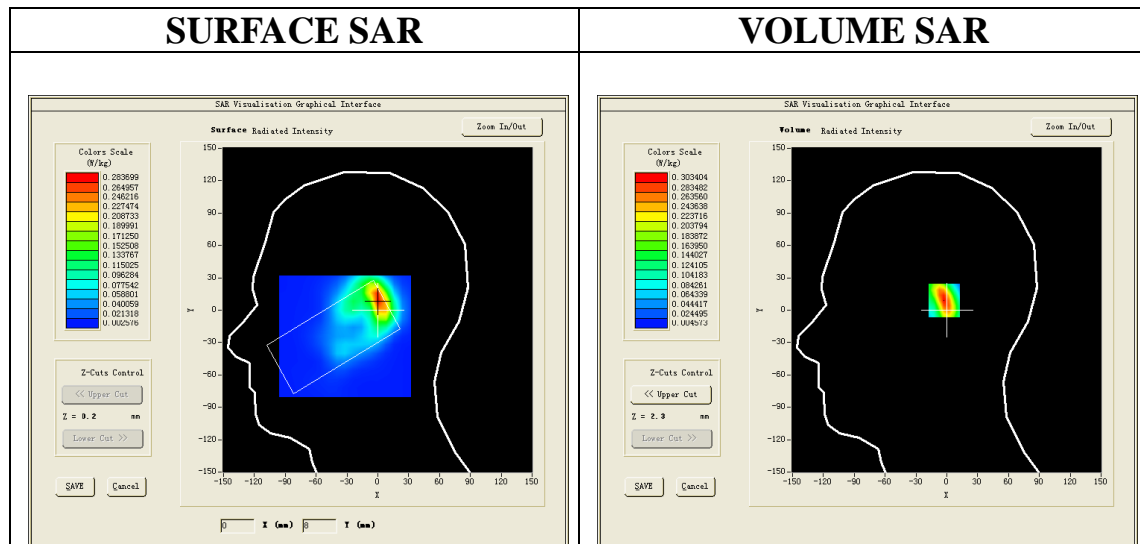 SURFACE SAR
VOLUME SAR
SAR Visualisation Graphical Interface
Surface Radiated Intensity
Zoom In/Out
Colors Scale
(W/kg)
0.283699
0.264957
0.246216
0.227474
0.208733
0.189991
0.171250
0.152508
0.133767
0.115025
0.096284
0.077542
0.058801
0.040059
0.021318
0.002576
150
120
90
60
30
0
-30
-60
-90
-120
-150
Y
-150 -120 -90 -60 -30 0 30 60 90 120 150
X
Z-Cuts Control
<< Upper Cut
Z = 0.2 mm
Lower Cut >>
SAVE
Cancel
0 X (mm) 8 Y (mm)
SAR Visualisation Graphical Interface
Volume Radiated Intensity
Zoom In/Out
Colors Scale
(W/kg)
0.303404
0.283482
0.263560
0.243638
0.223716
0.203794
0.183872
0.163950
0.144027
0.124105
0.104183
0.084261
0.064339
0.044417
0.024495
0.004573
150
120
90
60
30
0
-30
-60
-90
-120
-150
Y
-150 -120 -90 -60 -30 0 30 60 90 120 150
X
Z-Cuts Control
<< Upper Cut
Z = 2.3 mm
Lower Cut >>
SAVE
Cancel